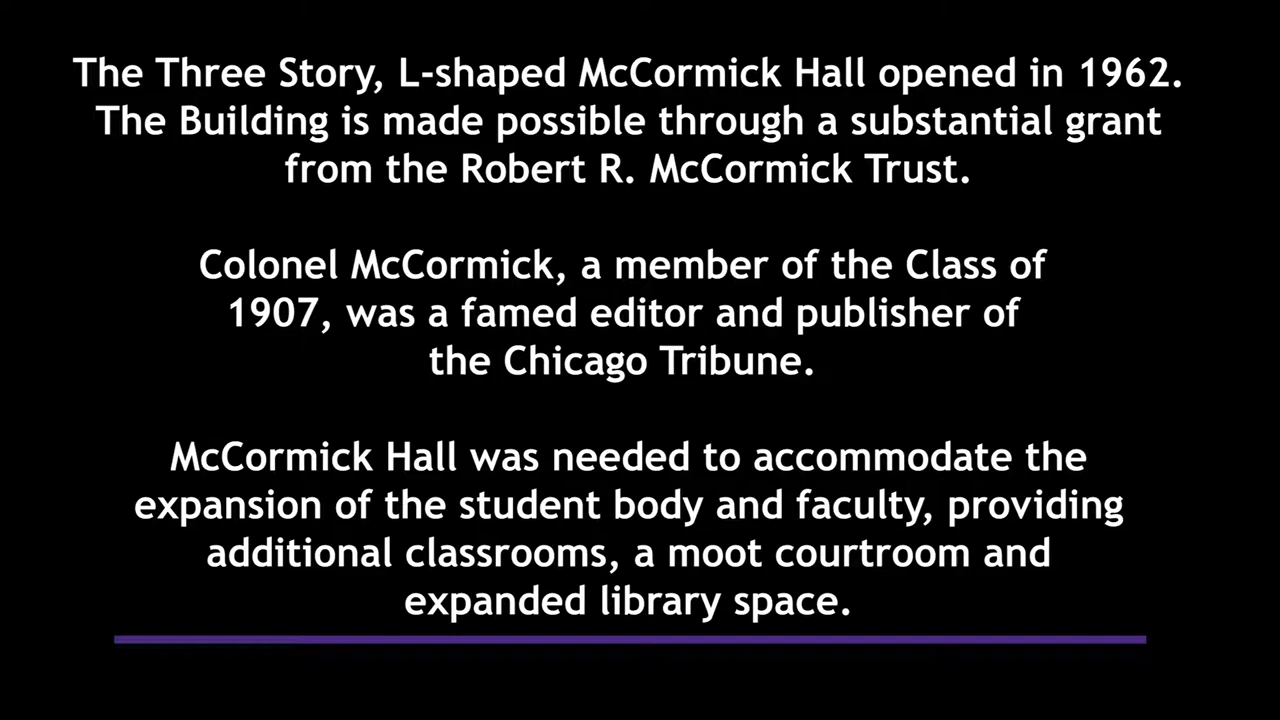 The Three Story, L-shaped McCormick Hall opened in 1962.
The Building is made possible through a substantial grant
from the Robert R. McCormick Trust.
Colonel McCormick, a member of the Class of
1907, was a famed editor and publisher of
the Chicago Tribune.
McCormick Hall was needed to accommodate the
expansion of the student body and faculty, providing
additional classrooms, a moot courtroom and
expanded library space.